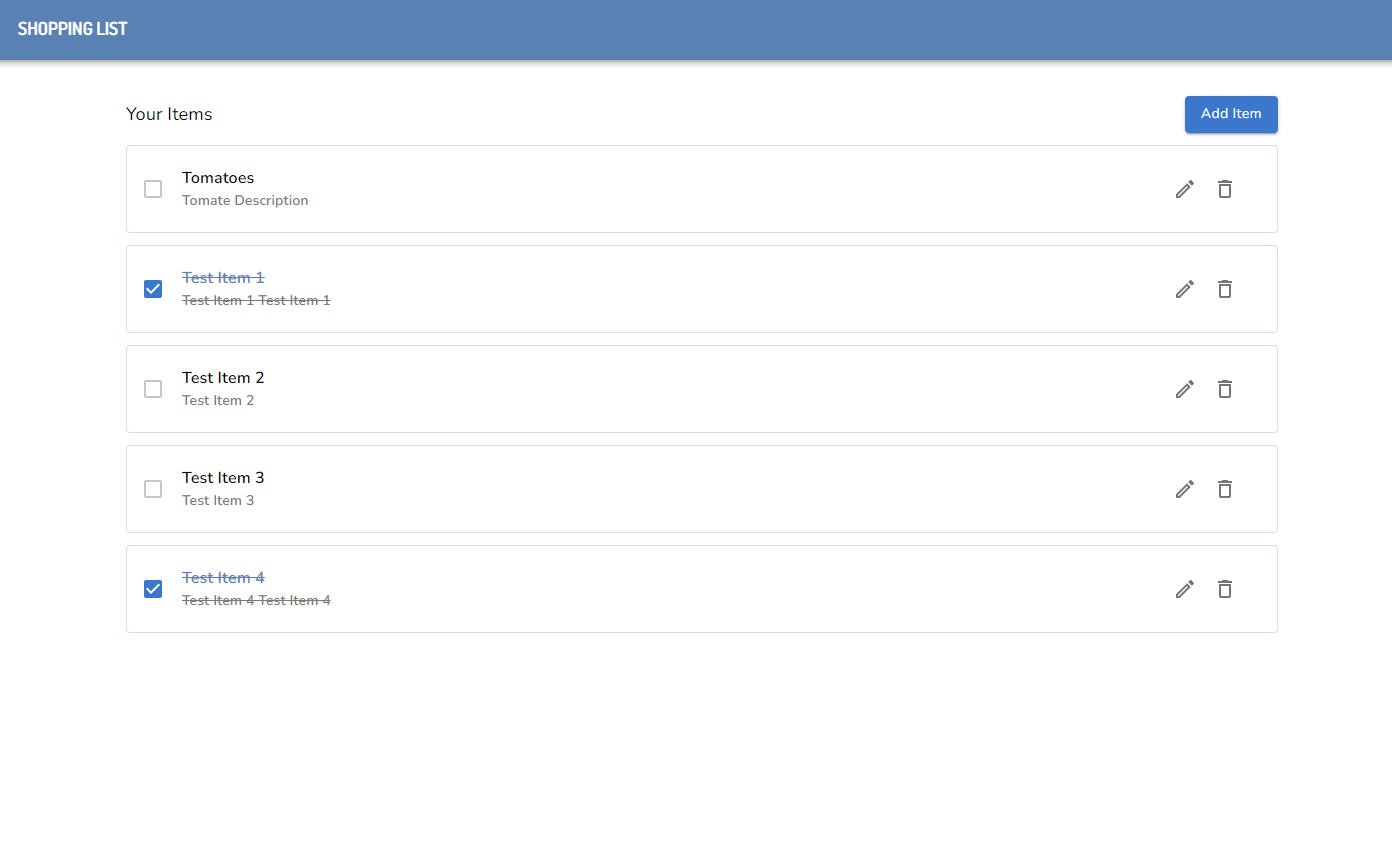 SHOPPING LIST
Your Items
Add Item
Tomatoes
Tomate Description
Test Item 1
Test Item 1 Test Item 1
Test Item 2
Test Item 2
Test Item 3
Test Item 3
Test Item 4
Test Item 4 Test Item 4